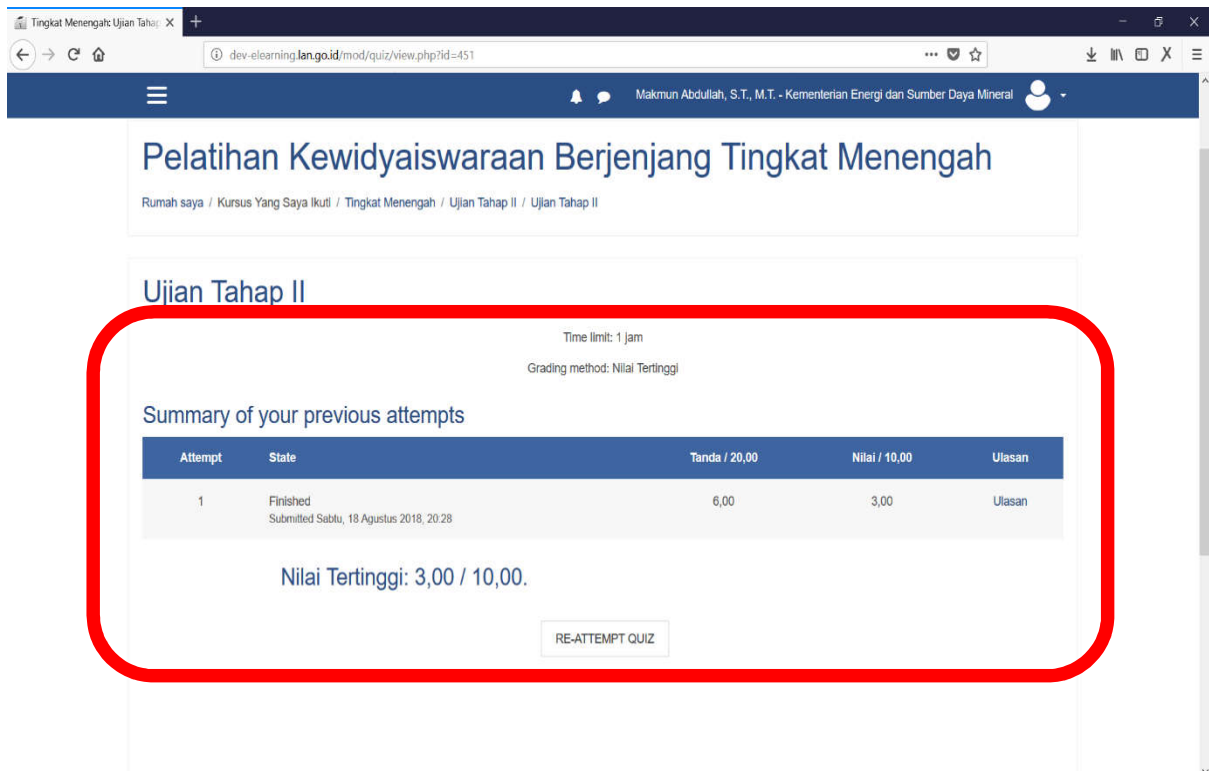 Tingkat Menengah: Ujian Tahap
dev-elearning.lan.go.id/mod/quiz/view.php?id=451
Makmun Abdullah, S.T., M.T. - Kementerian Energi dan Sumber Daya Mineral
Pelatihan Kewidyaiswaraan Berjenjang Tingkat Menengah
Rumah saya / Kursus Yang Saya Ikuti / Tingkat Menengah / Ujian Tahap II / Ujian Tahap II
Ujian Tahap II
Time limit: 1 jam
Grading method: Nilai Tertinggi
Summary of your previous attempts
Attempt State Tanda / 20,00 Nilai / 10,00 Ulasan
1 Finished 6,00 3,00 Ulasan
Submitted Sabtu, 18 Agustus 2018, 20:28
Nilai Tertinggi: 3,00 / 10,00.
RE-ATTEMPT QUIZ